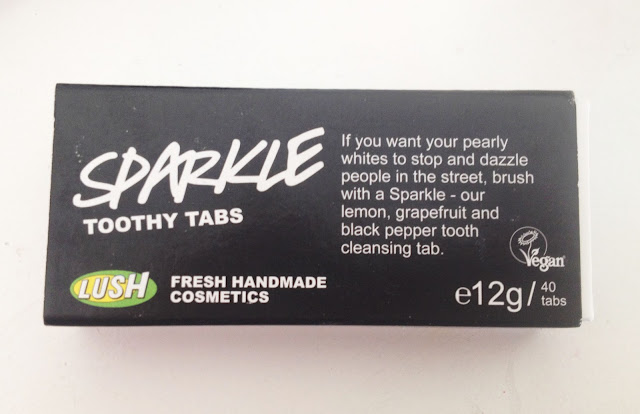 SPARKLE
TOOTHY TABS
LUSH
FRESH HANDMADE
COSMETICS
If you want your pearly
whites to stop and dazzle
people in the street, brush
with a Sparkle - our
lemon, grapefruit and
black pepper tooth
cleansing tab.
Vegan
e12g/ 40
tabs